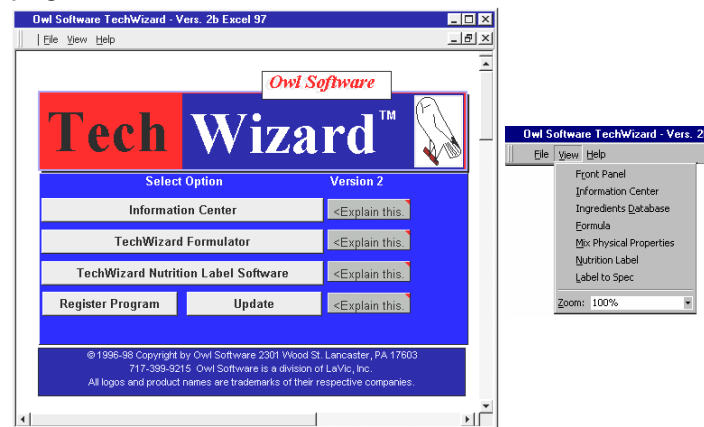 Owl Software TechWizard - Vers. 2b Excel 97
File View Help
Owl Software
Tech Wizard™
Select Option Version 2
Information Center <Explain this.
TechWizard Formulator <Explain this.
TechWizard Nutrition Label Software <Explain this.
Register Program Update <Explain this.
©1996-98 Copyright by Owl Software 2301 Wood St. Lancaster, PA 17603
717-399-9215 Owl Software is a division of LaVic, Inc.
All logos and product names are trademarks of their respective companies.
Owl Software TechWizard - Vers. 2
File View Help
Front Panel
Information Center
Ingredients Database
Formula
Mix Physical Properties
Nutrition Label
Label to Spec
Zoom: 100%